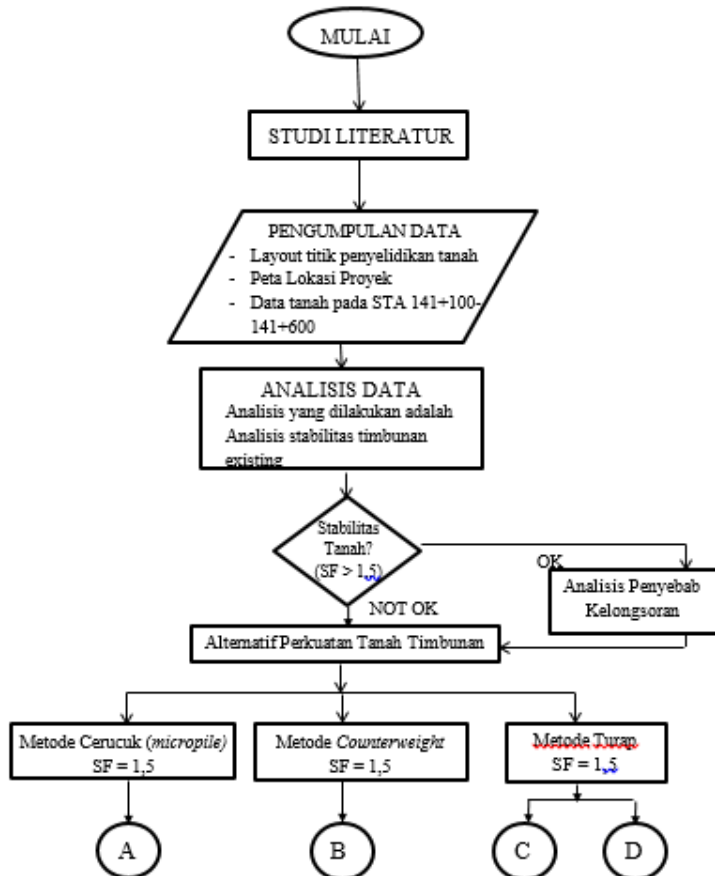 MULAI
STUDI LITERATUR
PENGUMPULAN DATA
- Layout titik penyelidikan tanah
- Peta Lokasi Proyek
- Data tanah pada STA 141+100-
141+600
ANALISIS DATA
Analisis yang dilakukan adalah
Analisis stabilitas timbunan
existing
Stabilitas
Tanah?
(SF > 1,5)
OK
Analisis Penyebab
Kelongsoran
NOT OK
Alternatif Perkuatan Tanah Timbunan
Metode Cerucuk (micropile)
SF = 1,5
Metode Counterweight
SF = 1,5
Metode Turap
SF = 1,5
A
B
C
D